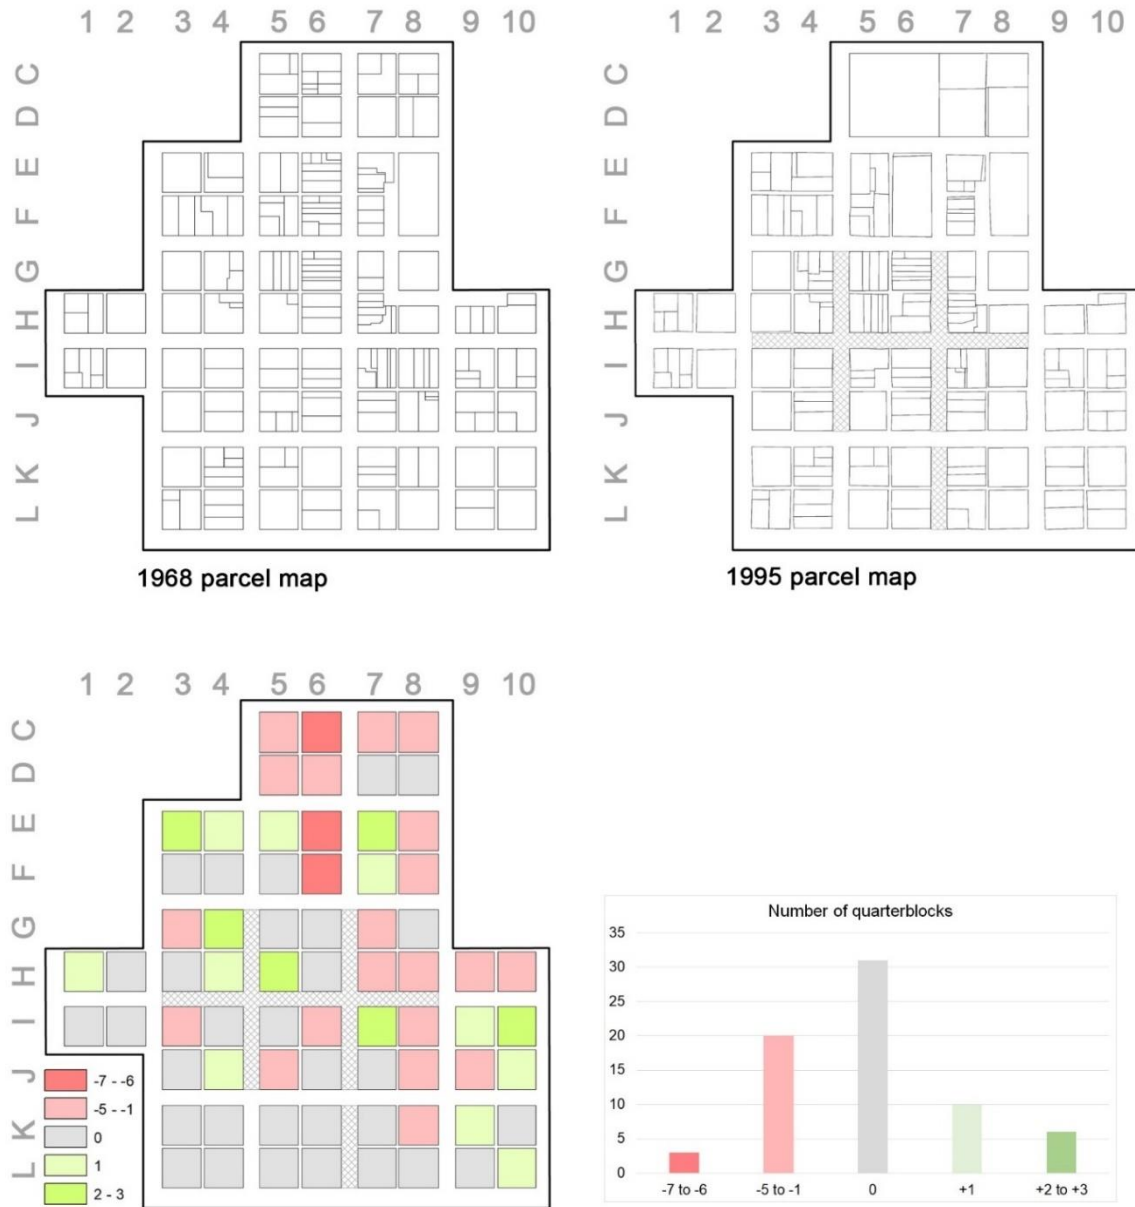 1 2 3 4 5 6 7 8 9 10
C
D
E
F
G
H
I
J
K
L
1968 parcel map
1 2 3 4 5 6 7 8 9 10
C
D
E
F
G
H
I
J
K
L
1995 parcel map
1 2 3 4 5 6 7 8 9 10
C
D
E
F
G
H
I
J
K
L
-7 - -6
-5 - -1
0
1
2 - 3
Number of quarterblocks
35
30
25
20
15
10
5
0
-7 to -6 -5 to -1 0 +1 +2 to +3